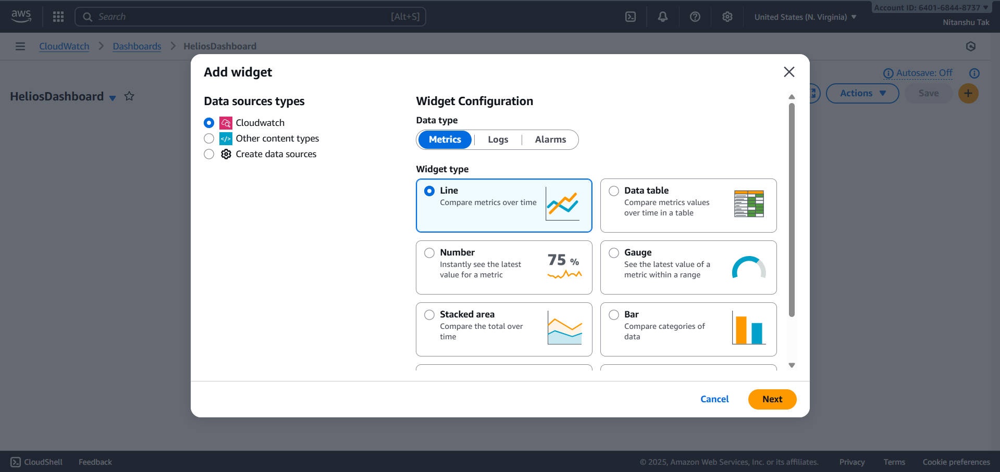 aws
Search
[Alt+S]
United States (N. Virginia)
Account ID: 6401-6844-8737
Nitanshu Tak
CloudWatch
Dashboards
HeliosDashboard
Autosave: Off
HeliosDashboard
Actions
Save
Add widget
Data sources types
Cloudwatch
Other content types
Create data sources
Widget Configuration
Data type
Metrics
Logs
Alarms
Widget type
Line
Compare metrics over time
Data table
Compare metrics values
over time in a table
Number
Instantly see the latest
value for a metric
75 %
Gauge
See the latest value of a
metric within a range
Stacked area
Compare the total over
time
Bar
Compare categories of
data
Cancel
Next
CloudShell
Feedback
© 2025, Amazon Web Services, Inc. or its affiliates.
Privacy
Terms
Cookie preferences